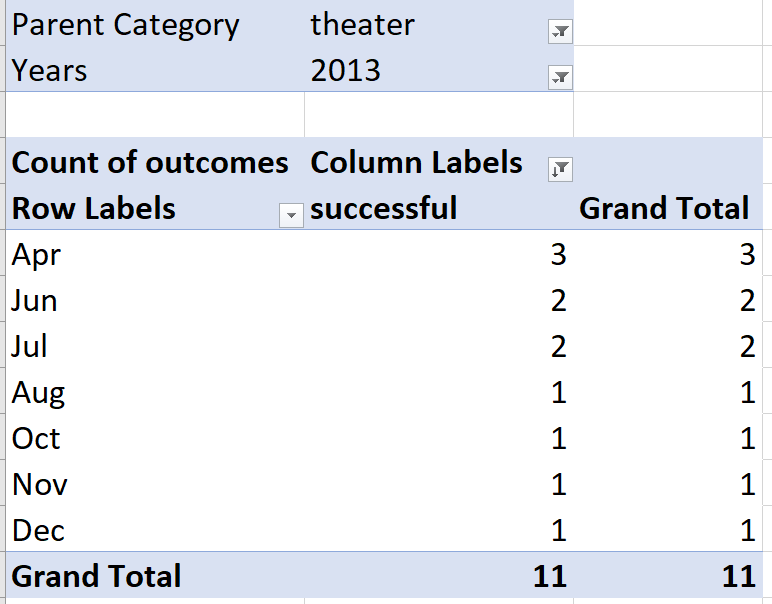 Parent Category theater
Years 2013
Count of outcomes Column Labels
Row Labels successful Grand Total
Apr 3 3
Jun 2 2
Jul 2 2
Aug 1 1
Oct 1 1
Nov 1 1
Dec 1 1
Grand Total 11 11